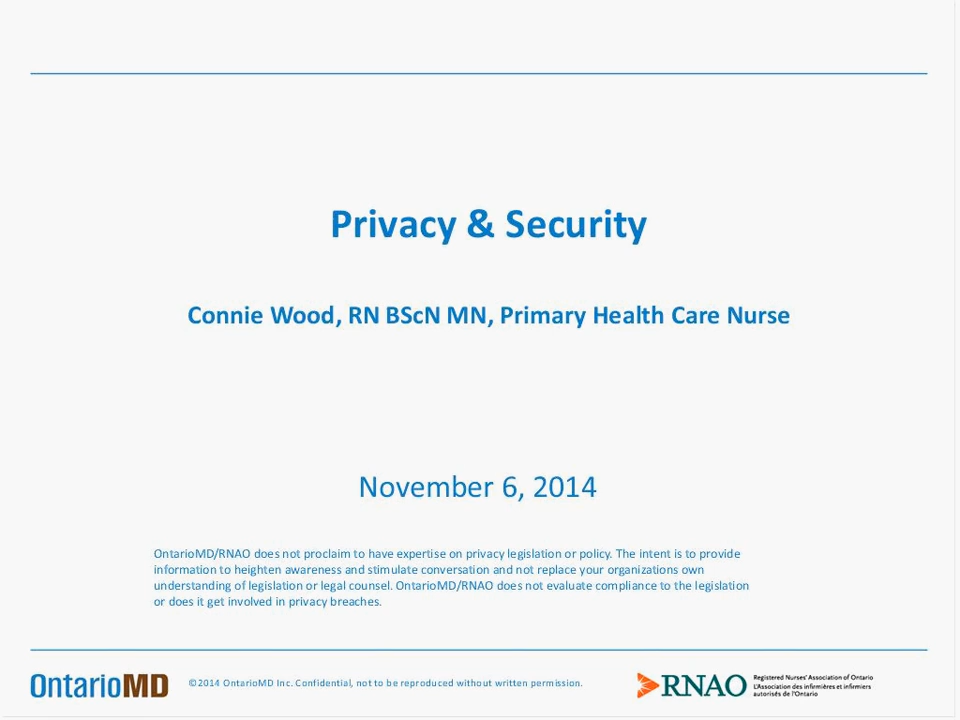 Privacy & Security
Connie Wood, RN BScN MN, Primary Health Care Nurse
November 6, 2014
OntarioMD/RNAO does not proclaim to have expertise on privacy legislation or policy. The intent is to provide
information to heighten awareness and stimulate conversation and not replace your organizations own
understanding of legislation or legal counsel. OntarioMD/RNAO does not evaluate compliance to the legislation
or does it get involved in privacy breaches.
OntarioMD
©2014 OntarioMD Inc. Confidential, not to be reproduced without written permission.
RNAO
Registered Nurses' Association of Ontario
L'Association des infirmières et infirmiers
autorisés de l'Ontario